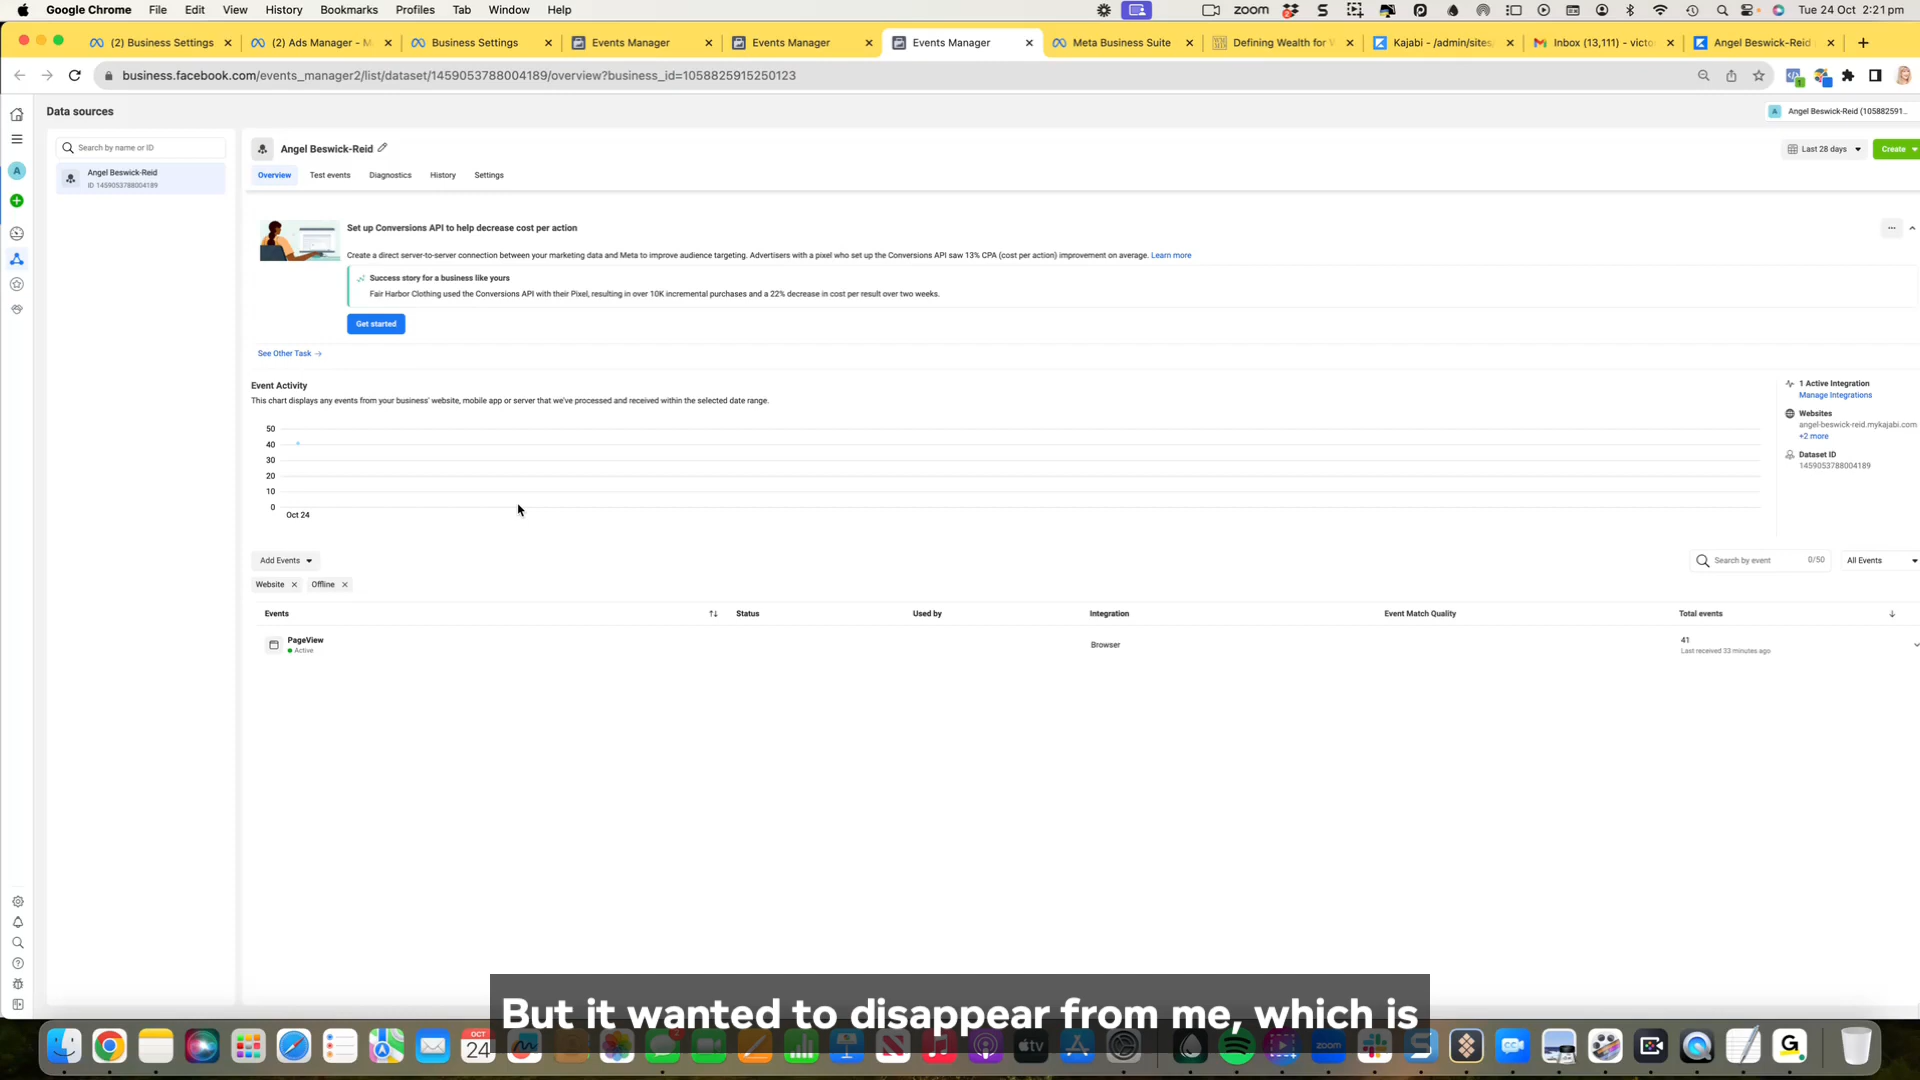 Google Chrome File Edit View History Bookmarks Profiles Tab Window Help zoom Tue 24 Oct 2:21pm
(2) Business Settings (2) Ads Manager - M Business Settings Events Manager Events Manager Events Manager Meta Business Suite Defining Wealth for Kajabi - /admin/sites Inbox (13,111) - victo Angel Beswick-Reid
business.facebook.com/events_manager2/list/dataset/1459053788004189/overview?business_id=1058825915250123
Data sources
A Angel Beswick-Reid (105882591...
Search by name or ID
Angel Beswick-Reid
ID 1459053788004189
A
Angel Beswick-Reid
Last 28 days
Create
Overview Test events Diagnostics History Settings
Set up Conversions API to help decrease cost per action
Create a direct server-to-server connection between your marketing data and Meta to improve audience targeting. Advertisers with a pixel who set up the Conversions API saw 13% CPA (cost per action) improvement on average. Learn more
Success story for a business like yours
Fair Harbor Clothing used the Conversions API with their Pixel, resulting in over 10K incremental purchases and a 22% decrease in cost per result over two weeks.
Get started
See Other Task →
Event Activity
This chart displays any events from your business' website, mobile app or server that we've processed and received within the selected date range.
50
40
30
20
10
0
Oct 24
1 Active Integration
Manage Integrations
Websites
angel-beswick-reid.mykajabi.com
+2 more
Dataset ID
1459053788004189
Add Events
Search by event 0/50
All Events
Website Offline
Events Status Used by Integration Event Match Quality Total events
PageView
Active
Browser
41
Last received 33 minutes ago
But it wanted to disappear from me, which is
OCT
24
tv
zoom